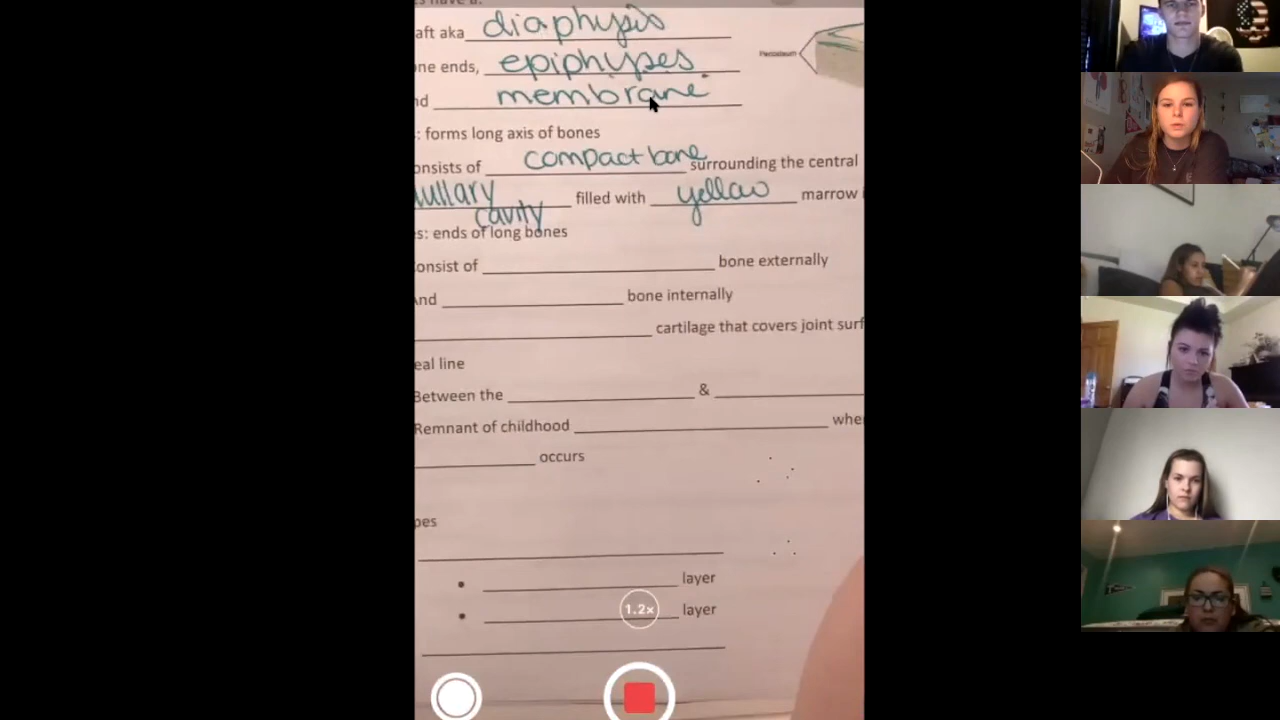 aft aka diaphysis
Periosteum
ne ends, epiphyses
nd membrane
: forms long axis of bones
onsists of compact bone surrounding the central
ullary cavity filled with yellow marrow
s: ends of long bones
onsist of bone externally
And bone internally
cartilage that covers joint surf
eal line
Between the &
Remnant of childhood whe
occurs
pes
layer
1.2x layer